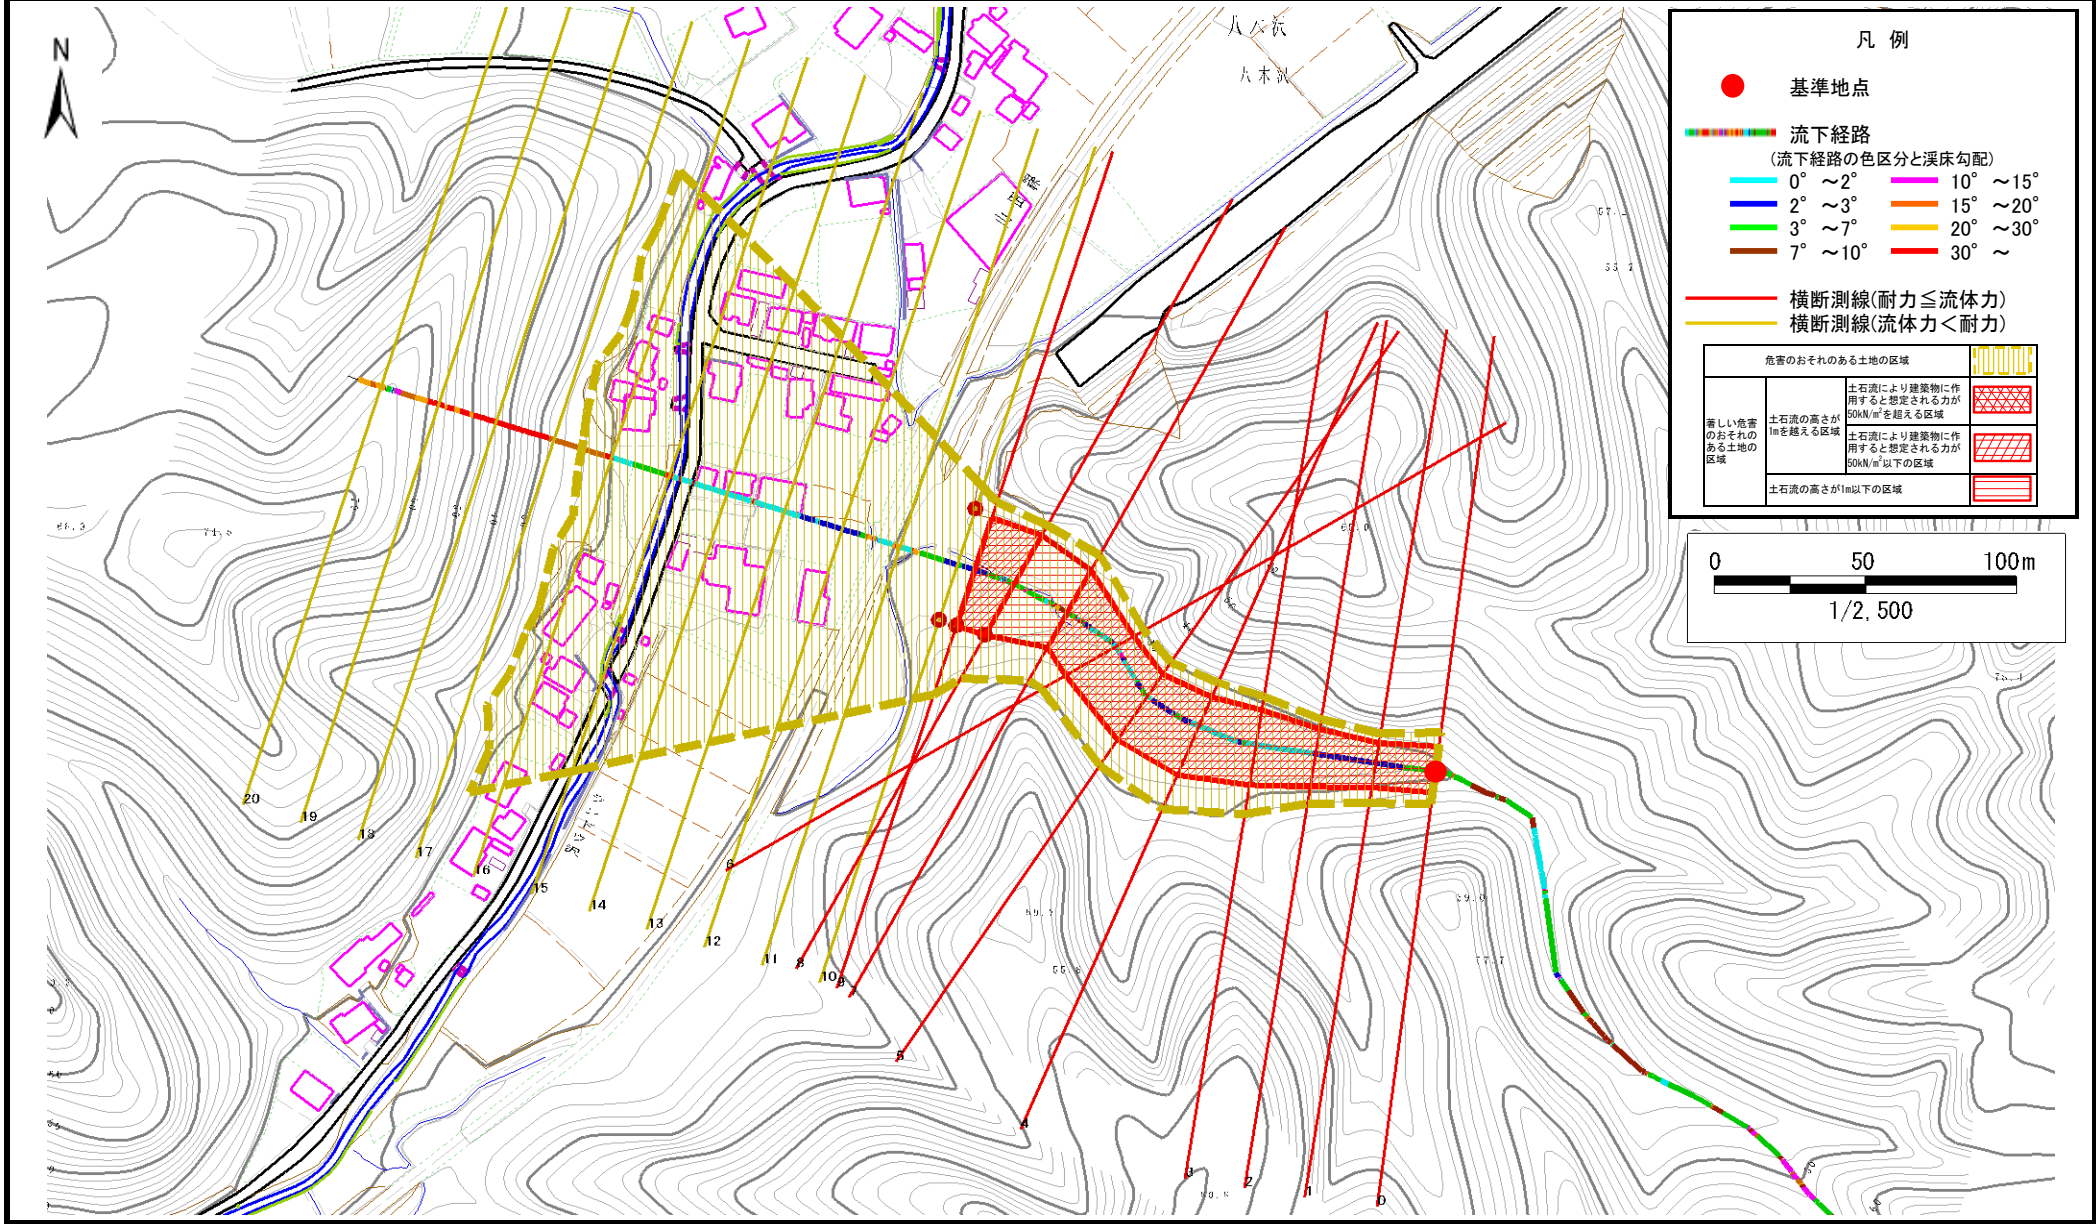 N
八木沢
凡 例
基準地点
流下経路
(流下経路の色区分と渓床勾配)
0° ～2° 10° ～15°
2° ～3° 15° ～20°
3° ～7° 20° ～30°
7° ～10° 30° ～
横断測線(耐力≦流体力)
横断測線(流体力＜耐力)
危害のおそれのある土地の区域
著しい危害
のおそれの
ある土地の
区域
土石流の高さが
1mを越える区域
土石流により建築物に作
用すると想定される力が
50kN/m²を超える区域
土石流により建築物に作
用すると想定される力が
50kN/m²以下の区域
土石流の高さが1m以下の区域
0 50 100m
1/2,500
20
19
18
17
16
15
14
13
12
11
8
10
9
7
6
5
4
3
2
1
0